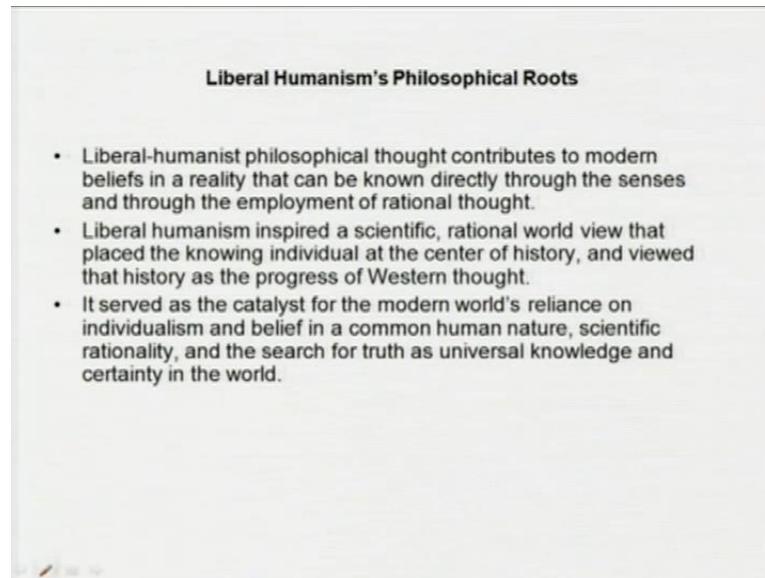 Liberal Humanism's Philosophical Roots
• Liberal-humanist philosophical thought contributes to modern
beliefs in a reality that can be known directly through the senses
and through the employment of rational thought.
• Liberal humanism inspired a scientific, rational world view that
placed the knowing individual at the center of history, and viewed
that history as the progress of Western thought.
• It served as the catalyst for the modern world's reliance on
individualism and belief in a common human nature, scientific
rationality, and the search for truth as universal knowledge and
certainty in the world.